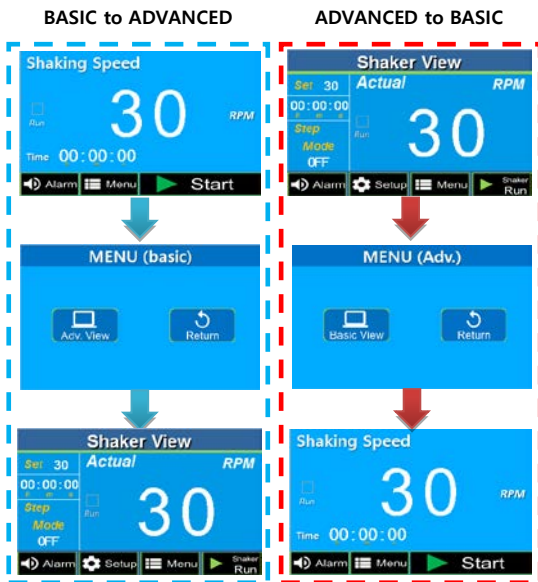 BASIC to ADVANCED
Shaking Speed
30
RPM
Run
Time 00:00:00
Alarm Menu Start
MENU (basic)
Adv. View Return
Shaker View
Set 30 Actual RPM
00:00:00
h m s
Step
Mode
OFF
Run
30
Alarm Setup Menu Shaker Run
ADVANCED to BASIC
Shaker View
Set 30 Actual RPM
00:00:00
h m s
Step
Mode
OFF
Run
30
Alarm Setup Menu Shaker Run
MENU (Adv.)
Basic View Return
Shaking Speed
30
RPM
Run
Time 00:00:00
Alarm Menu Start